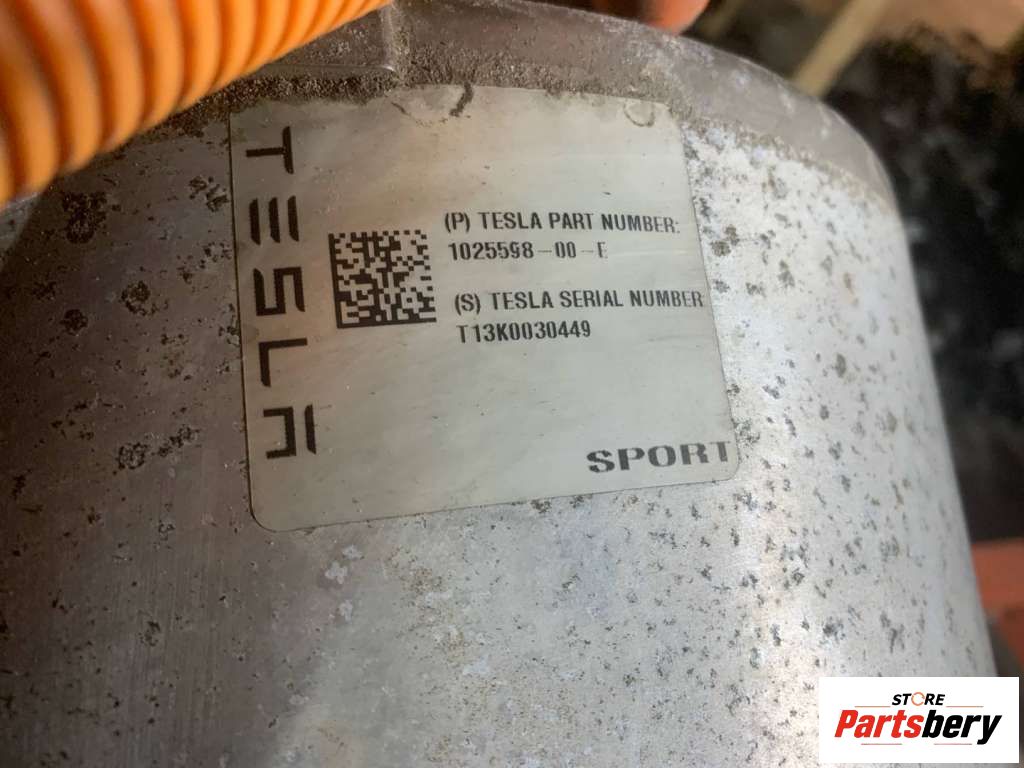 TESLA
(P) TESLA PART NUMBER:
1025598-00-E
(S) TESLA SERIAL NUMBER
T13K0030449
SPORT
STORE
Partsbery